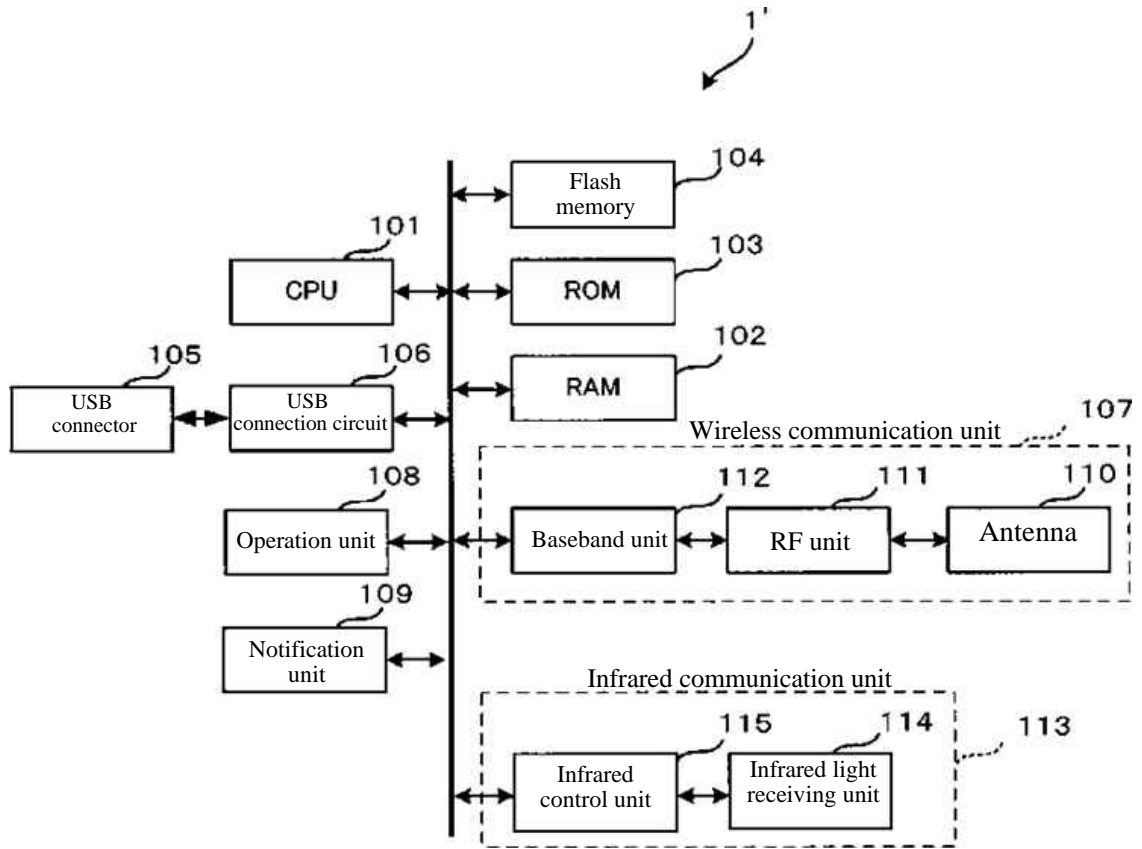 1'
104
Flash
memory
101
CPU
103
ROM
105
USB
connector
106
USB
connection circuit
102
RAM
Wireless communication unit
107
108
Operation unit
112
Baseband unit
111
RF unit
110
Antenna
109
Notification
unit
Infrared communication unit
113
115
Infrared
control unit
114
Infrared light
receiving unit